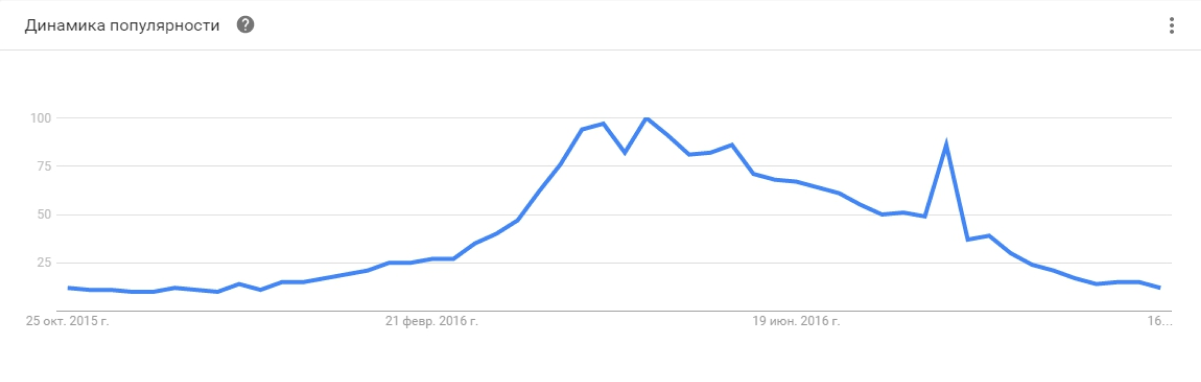 Динамика популярности ?
100
75
50
25
25 окт. 2015 г. 21 февр. 2016 г. 19 июн. 2016 г. 16...